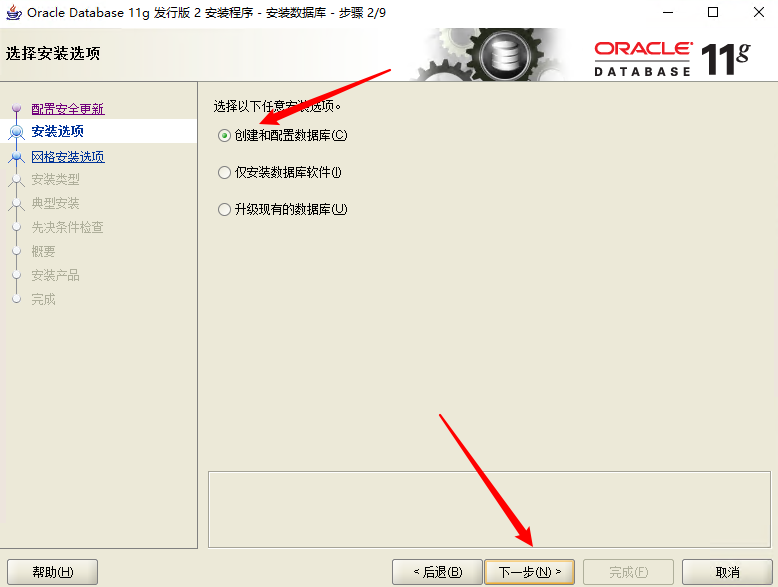 Oracle Database 11g 发行版 2 安装程序 - 安装数据库 - 步骤 2/9
选择安装选项
ORACLE 11g
DATABASE
配置安全更新
安装选项
网格安装选项
安装类型
典型安装
先决条件检查
概要
安装产品
完成
选择以下任意安装选项。
创建和配置数据库(C)
仅安装数据库软件(I)
升级现有的数据库(U)
帮助(H)
< 后退(B)
下一步(N) >
完成(F)
取消